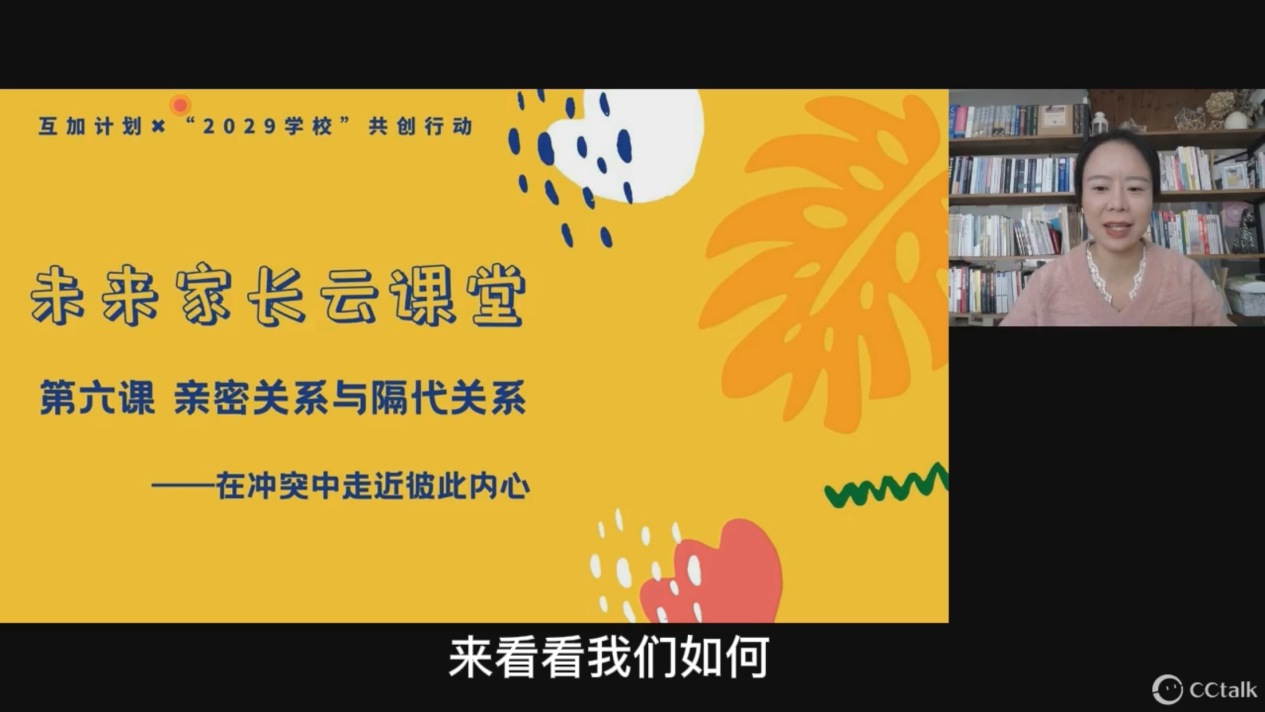 互加计划×“2029学校”共创行动
未来家长云课堂
第六课 亲密关系与隔代关系
——在冲突中走近彼此内心
来看看我们如何
CCtalk